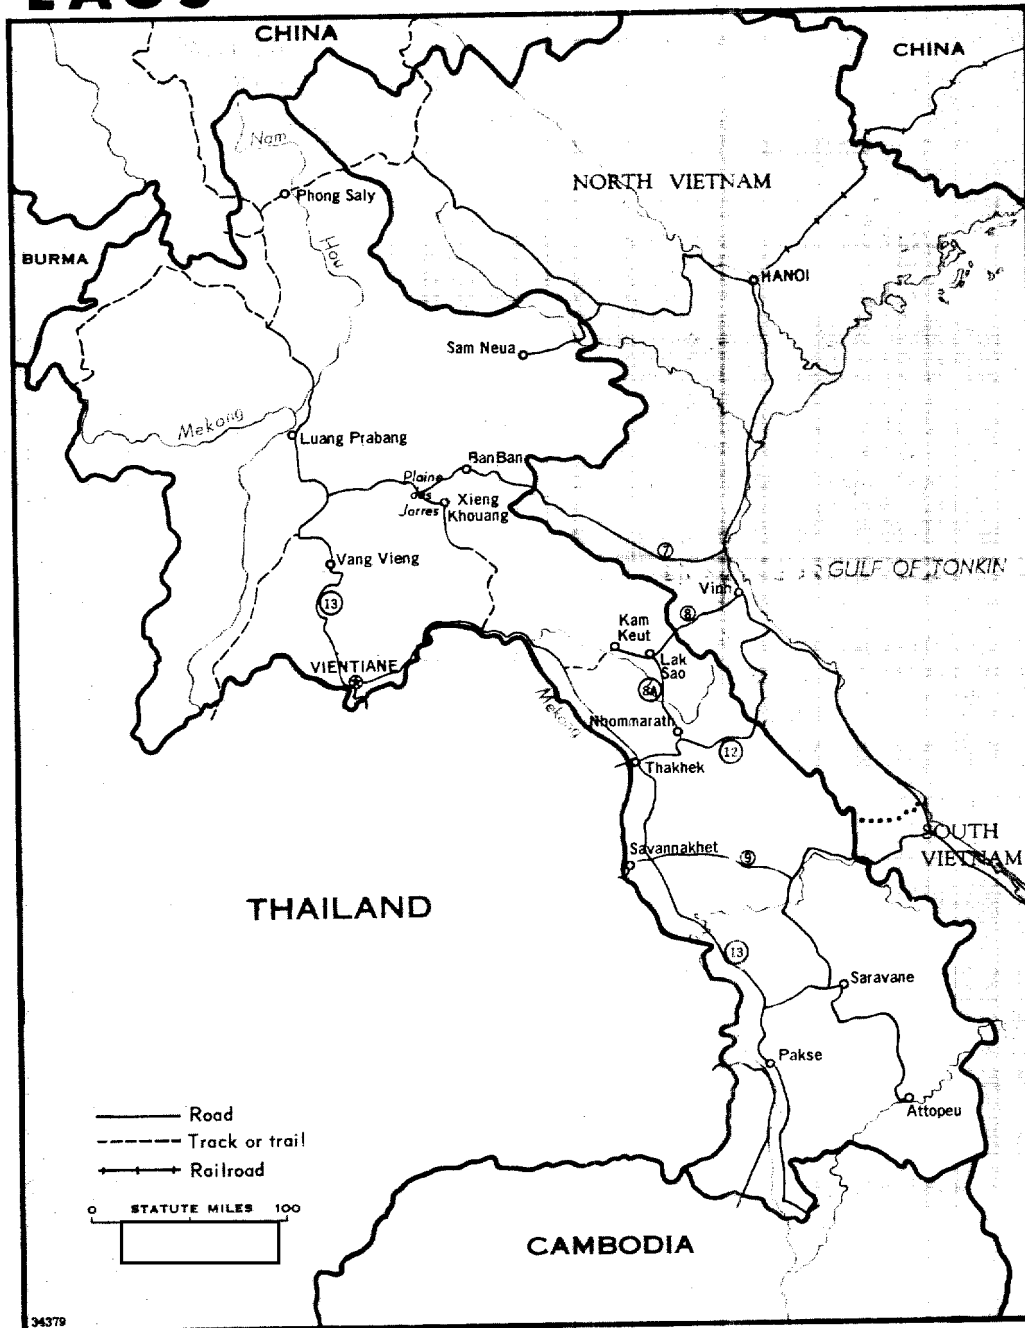 LAOS
CHINA
CHINA
Nam
NORTH VIETNAM
Phong Saly
Hou
BURMA
HANOI
Sam Neua
Mekong
Luang Prabang
Ban Ban
Plaine
des
Jarres
Xieng
Khouang
7
Vang Vieng
GULF OF TONKIN
Vinh
13
8
Kam
Keut
VIENTIANE
Lak
Sao
8A
Mekong
Nhommarath
12
Thakhek
SOUTH
VIETNAM
Savannakhet
9
THAILAND
13
Saravane
Pakse
Attopeu
Road
Track or trail
Railroad
0 STATUTE MILES 100
CAMBODIA
34379